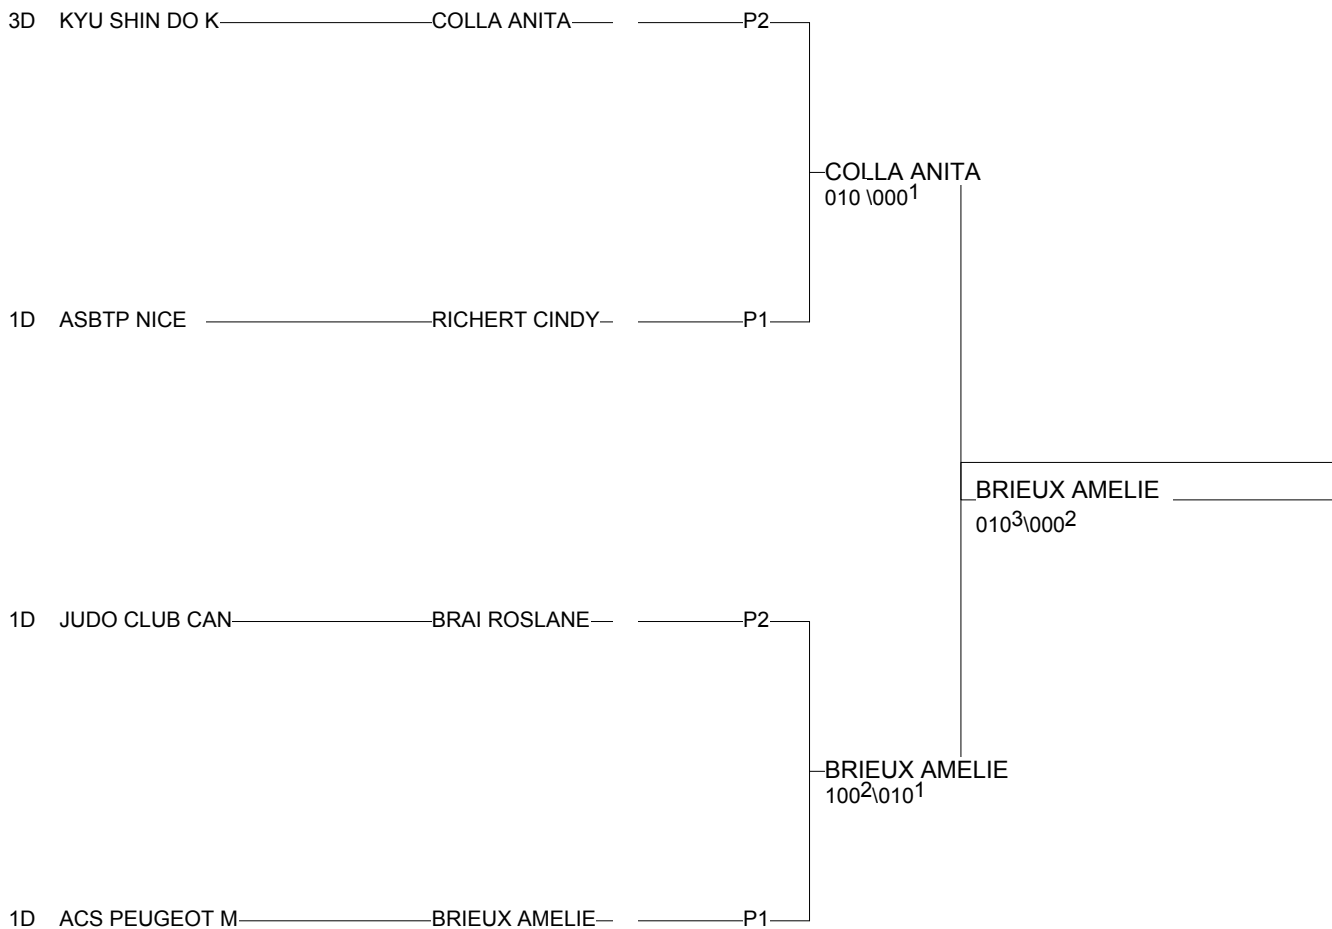 3D KYU SHIN DO K COLLA ANITA P2
COLLA ANITA
010 \000¹
1D ASBTP NICE RICHERT CINDY P1
BRIEUX AMELIE
010³\000²
1D JUDO CLUB CAN BRAI ROSLANE P2
BRIEUX AMELIE
100²\010¹
1D ACS PEUGEOT M BRIEUX AMELIE P1